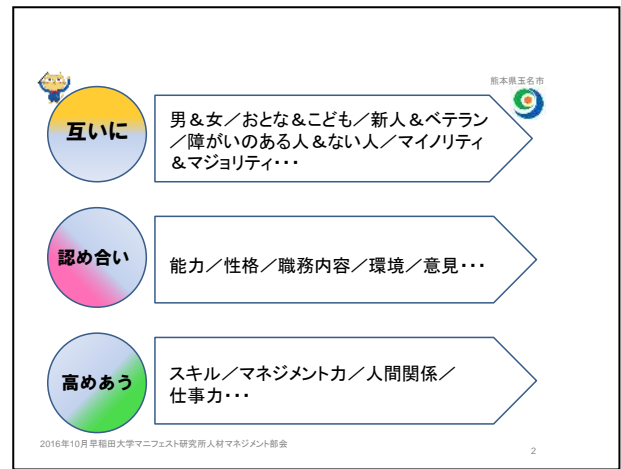 熊本県玉名市
互いに
男&女/おとな&こども/新人&ベテラン
/障がいのある人&ない人/マイノリティ
&マジョリティ・・・
認め合い
能力/性格/職務内容/環境/意見・・・
高めあう
スキル/マネジメント力/人間関係/
仕事力・・・
2016年10月早稲田大学マニフェスト研究所人材マネジメント部会
2